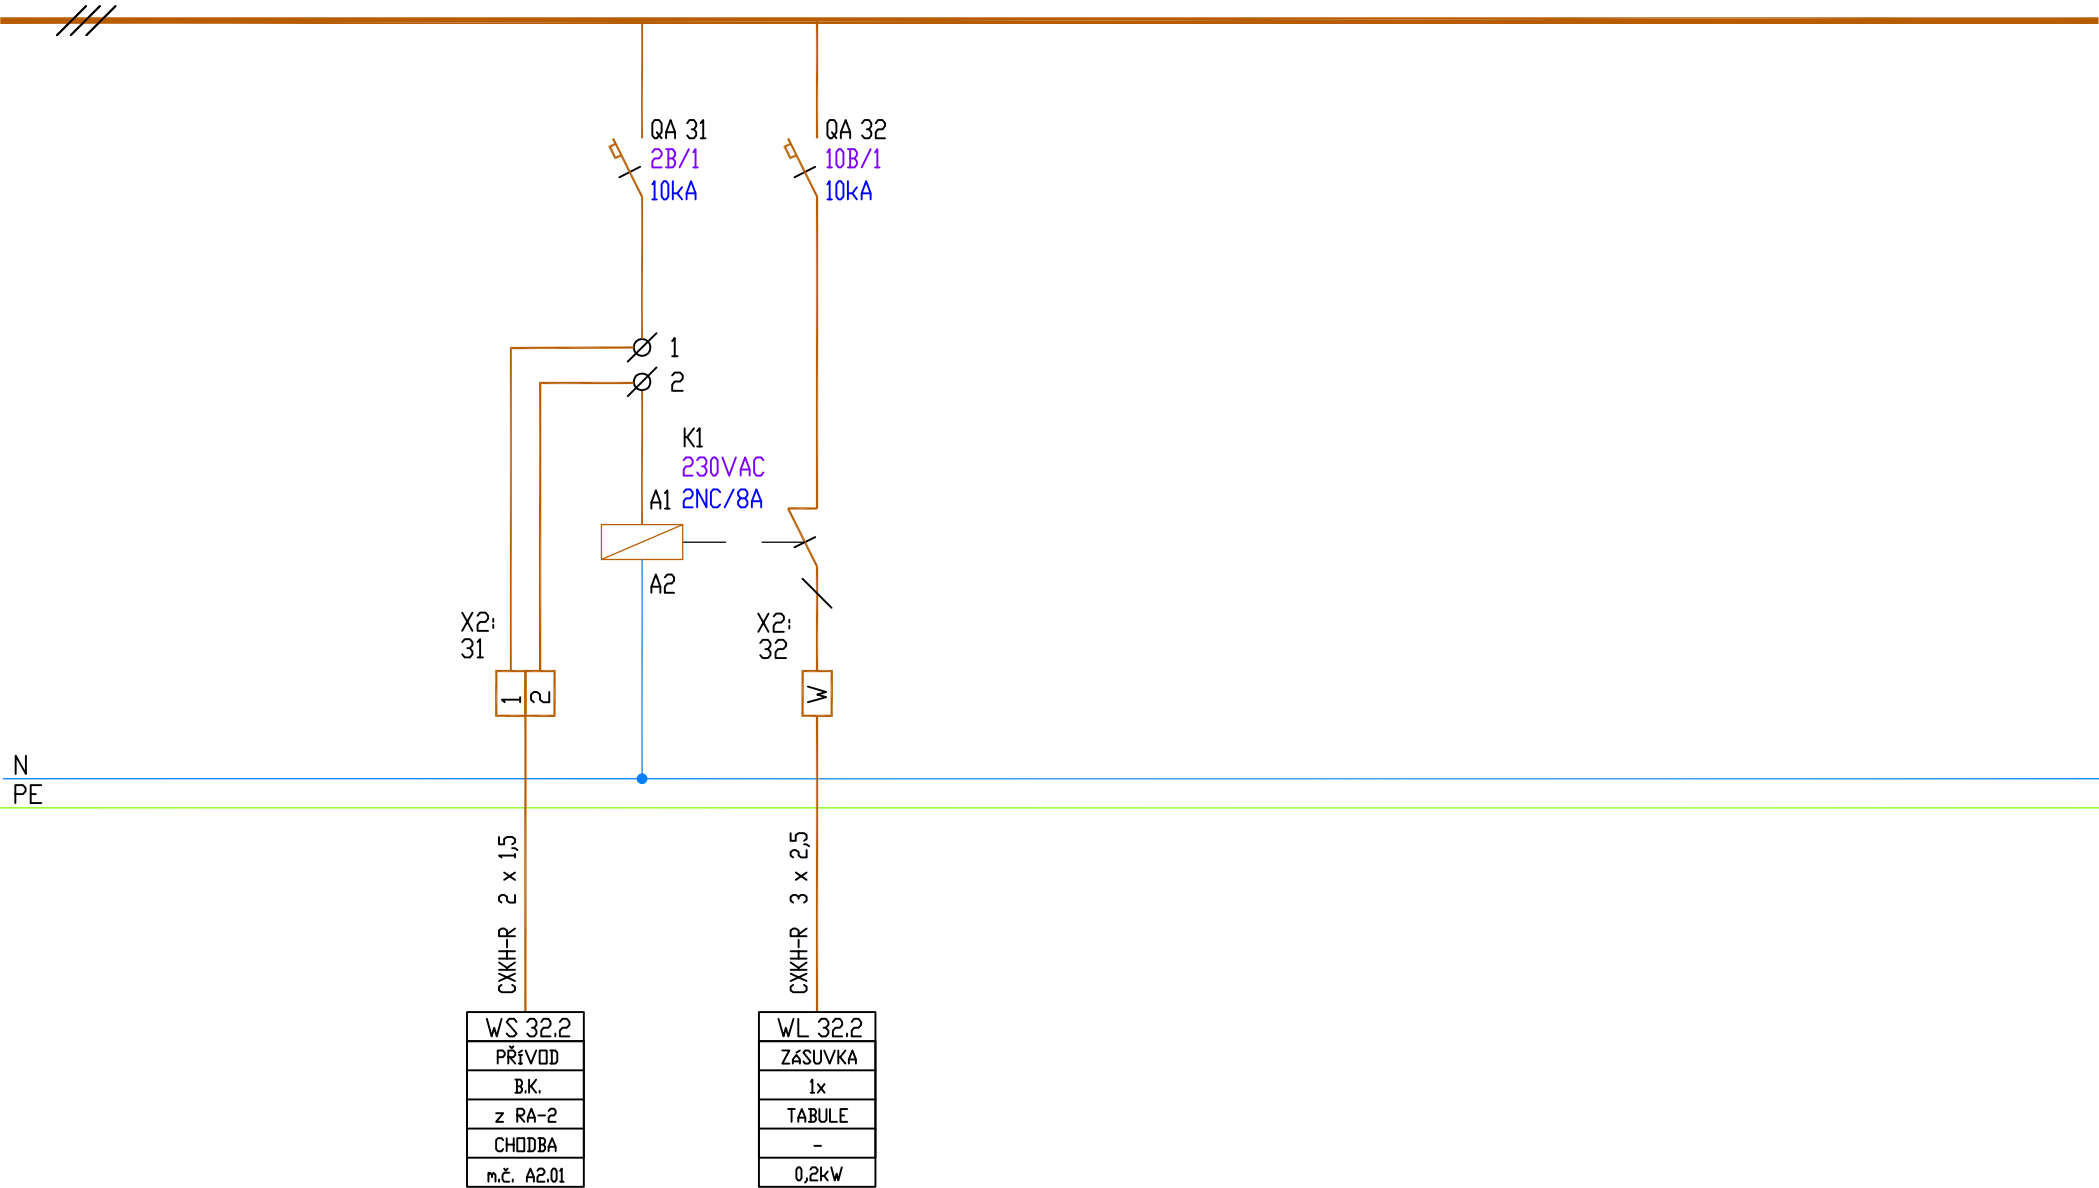 QA 31
2B/1
10kA
QA 32
10B/1
10kA
1
2
K1
230VAC
2NC/8A
A1
A2
X2:
31
X2:
32
1
2
W
N
PE
CXKH-R 2 x 1,5
CXKH-R 3 x 2,5
WS 32.2
PŘíVOD
B.K.
z RA-2
CHODBA
m.č. A2.01
WL 32.2
ZáSUVKA
1x
TABULE
-
0,2kW